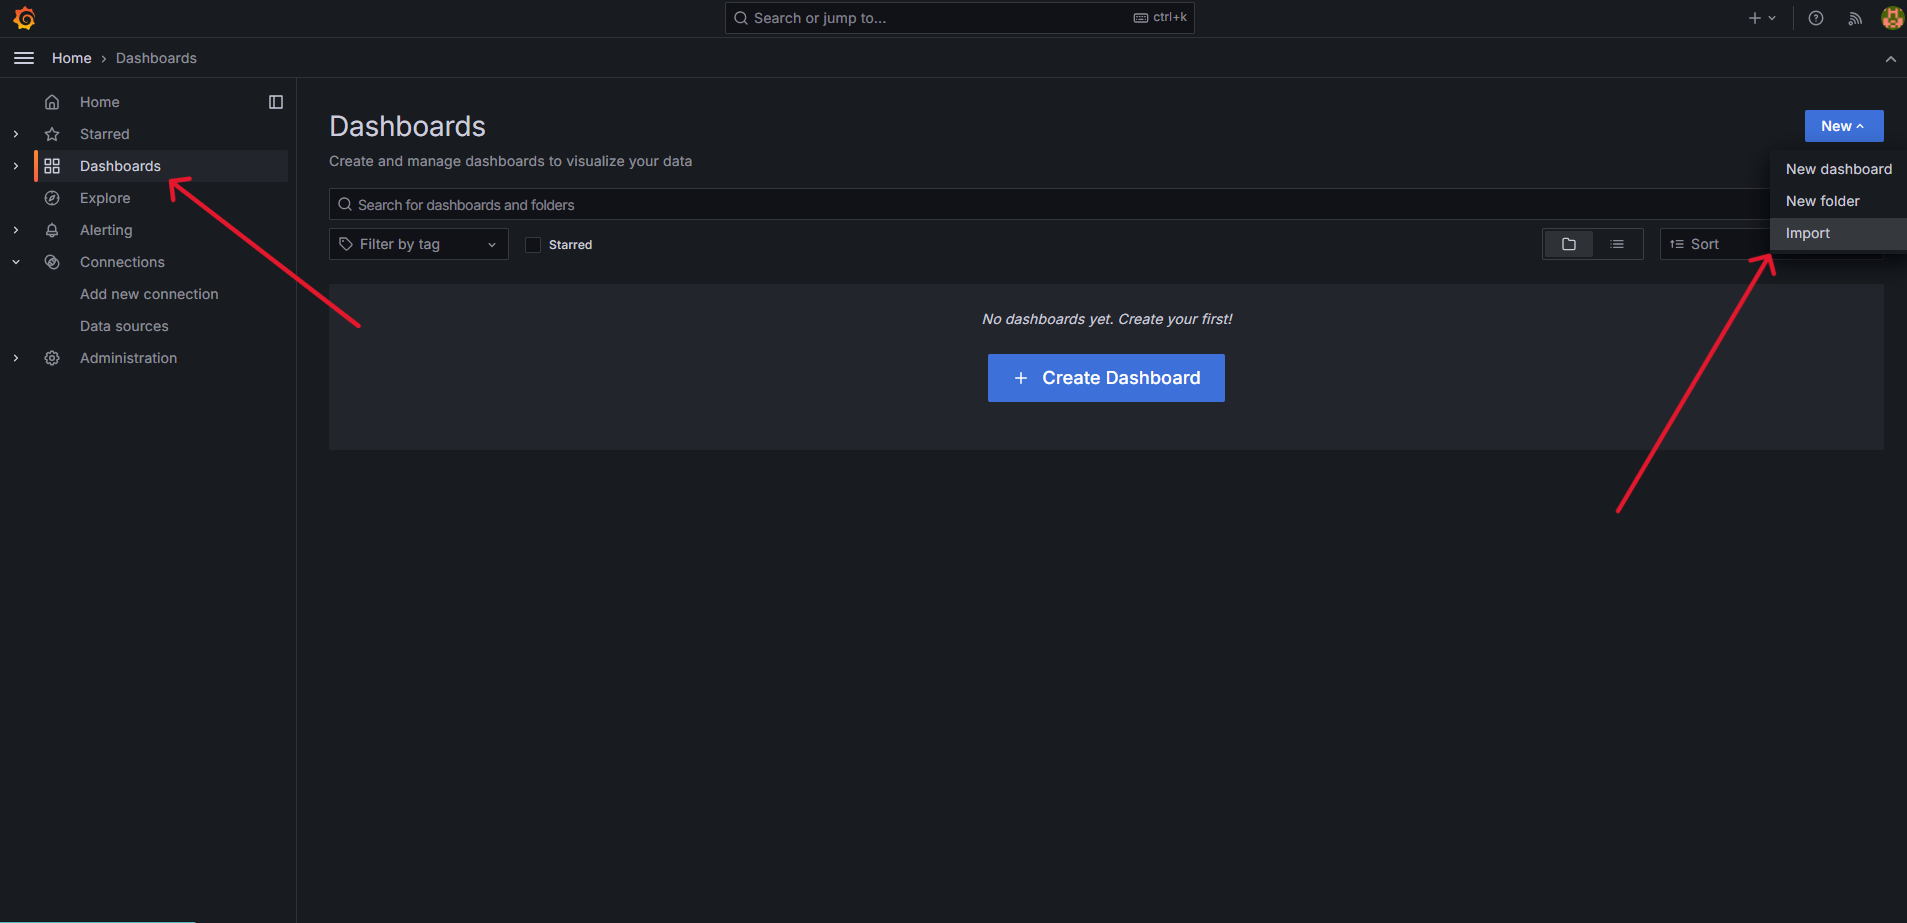 Search or jump to...
ctrl+k
Home › Dashboards
Home
Starred
Dashboards
Explore
Alerting
Connections
Add new connection
Data sources
Administration
Dashboards
Create and manage dashboards to visualize your data
New
New dashboard
New folder
Import
Search for dashboards and folders
Filter by tag
Starred
Sort
No dashboards yet. Create your first!
+ Create Dashboard